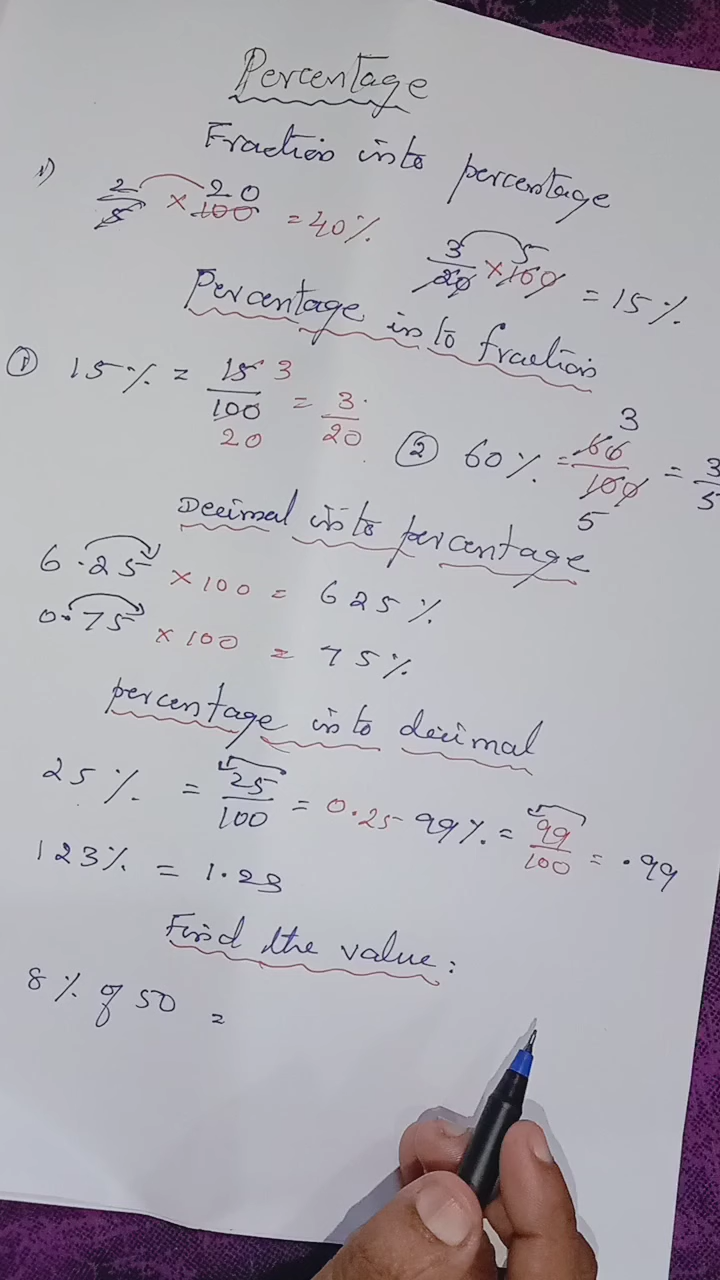 Percentage
Fraction into percentage
1) 2/5 × 100 20 = 40%
3/20 × 100 5 = 15%
Percentage into fraction
① 15% = 15/100 3 20 = 3/20
② 60% = 60/100 3 5 = 3/5
Decimal into percentage
6.25 × 100 = 625%
0.75 × 100 = 75%
percentage into decimal
25% = 25/100 = 0.25
99% = 99/100 = .99
123% = 1.23
Find the value:
8% of 50 =